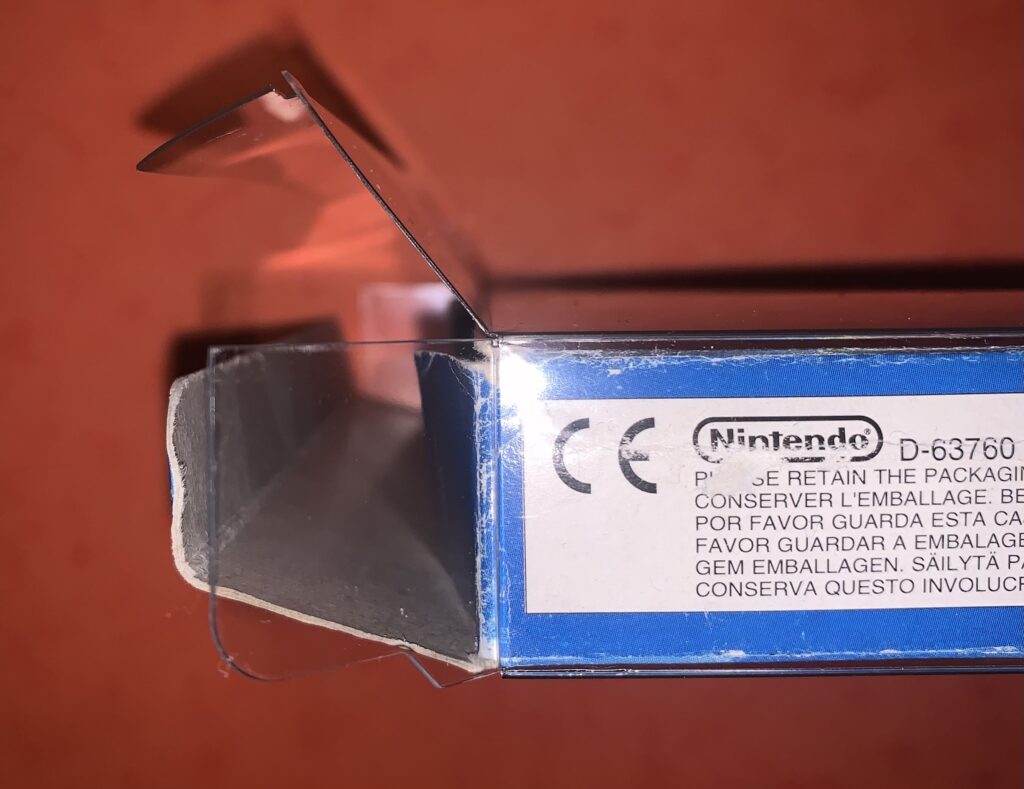 CE Nintendo® D-63760
RETAIN THE PACKAGIN
CONSERVER L'EMBALLAGE. BE
POR FAVOR GUARDA ESTA CA
FAVOR GUARDAR A EMBALAGE
GEM EMBALLAGEN. SÄILYTÄ PA
CONSERVA QUESTO INVOLUCR